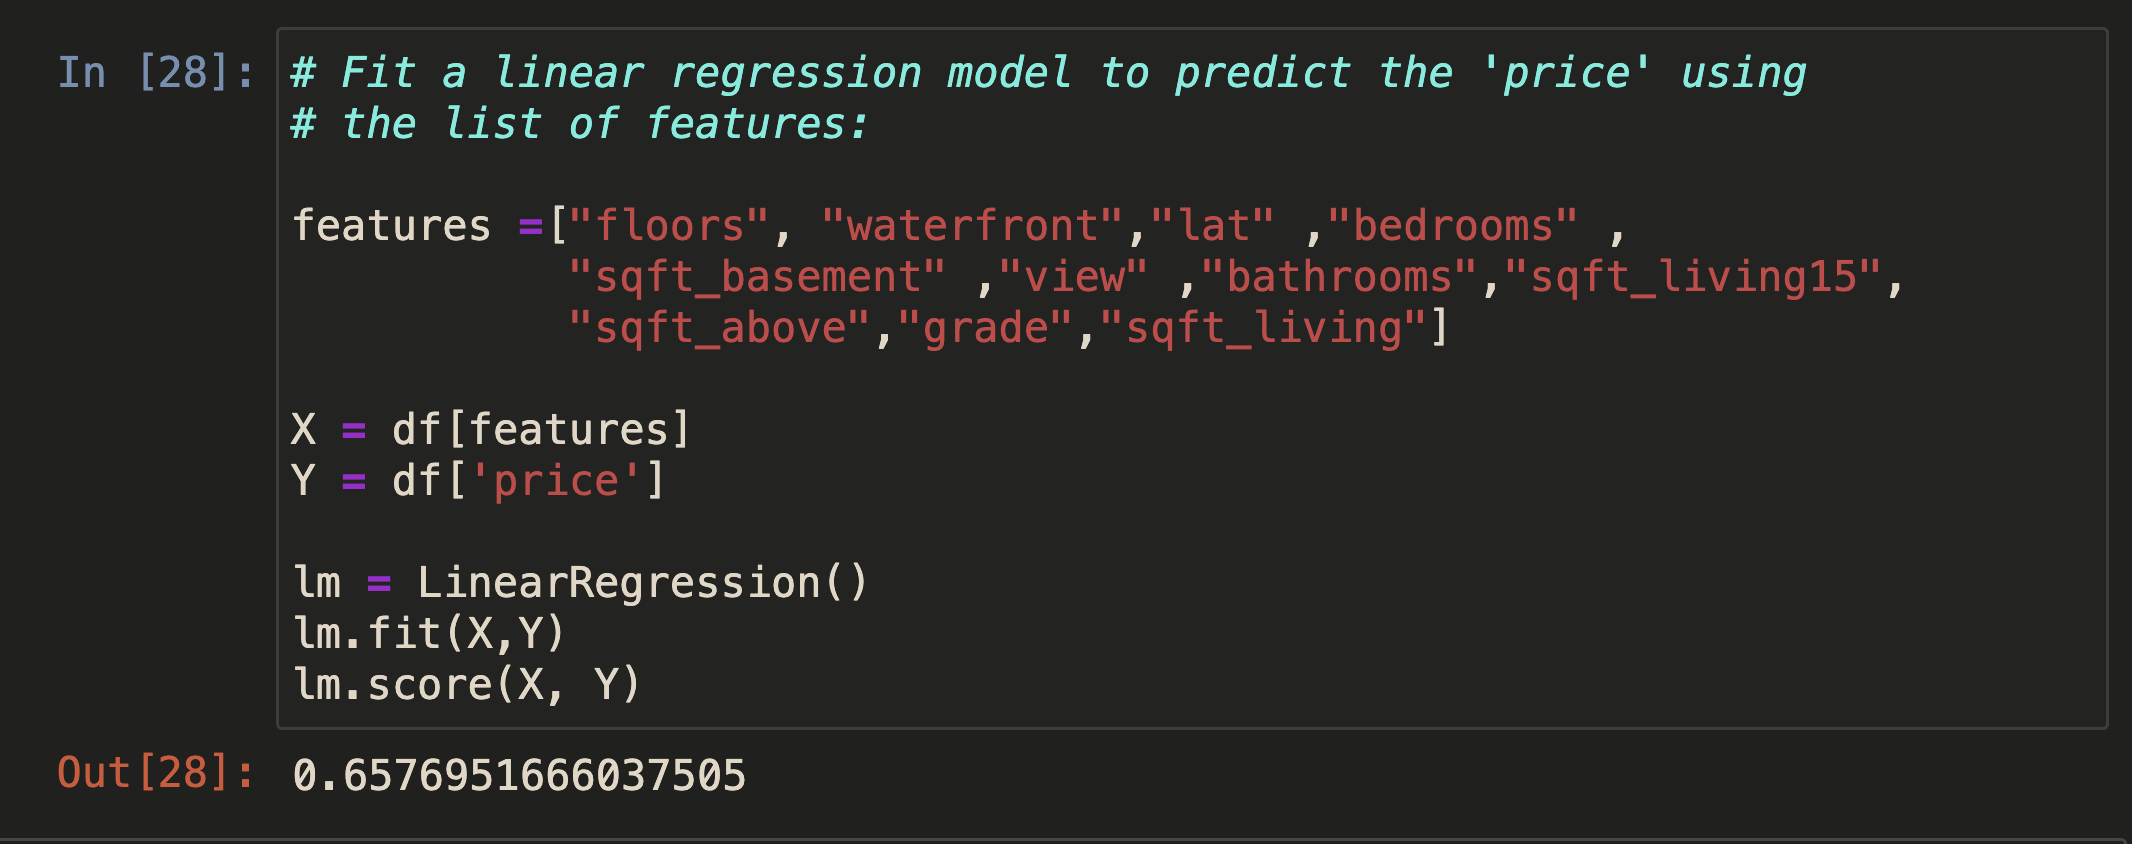 In [28]: # Fit a linear regression model to predict the 'price' using
# the list of features:
features =["floors", "waterfront","lat" ,"bedrooms" ,
"sqft_basement" ,"view" ,"bathrooms","sqft_living15",
"sqft_above","grade","sqft_living"]
X = df[features]
Y = df['price']
lm = LinearRegression()
lm.fit(X,Y)
lm.score(X, Y)
Out[28]: 0.6576951666037505